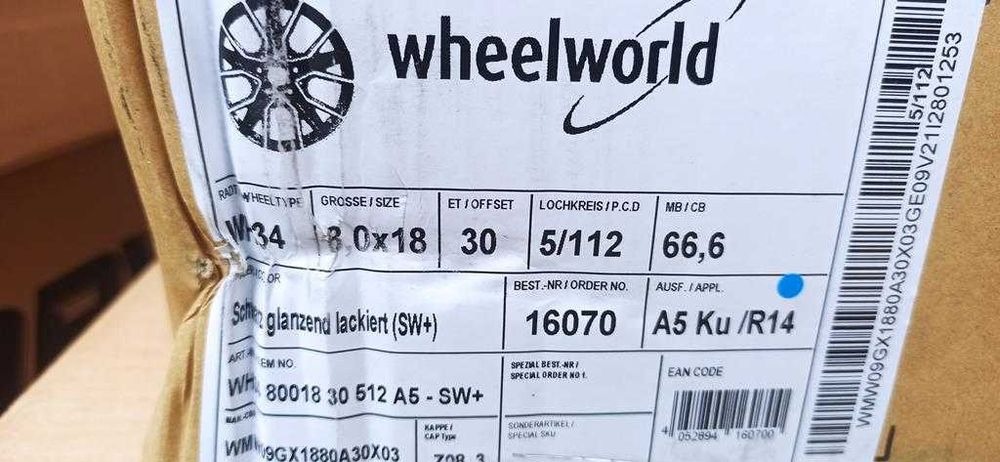 wheelworld
WHEELTYPE
GROSSE / SIZE
ET / OFFSET
LOCHKREIS / P.C.D
MB / CB
34
8,0x18
30
5/112
66,6
BEST.-NR / ORDER NO.
AUSF. / APPL.
glanzend lackiert (SW+)
16070
A5 Ku /R14
EM NO.
SPEZIAL BEST.-NR /
SPECIAL ORDER NO 1.
EAN CODE
80018 30 512 A5 - SW+
KAPPE /
CAP Type
SONDERARTIKEL /
SPECIAL SKU
4 052894 160700
09GX1880A30X03
Z08 3
5/112
WMW09GX1880A30X03GE09V21I2801253